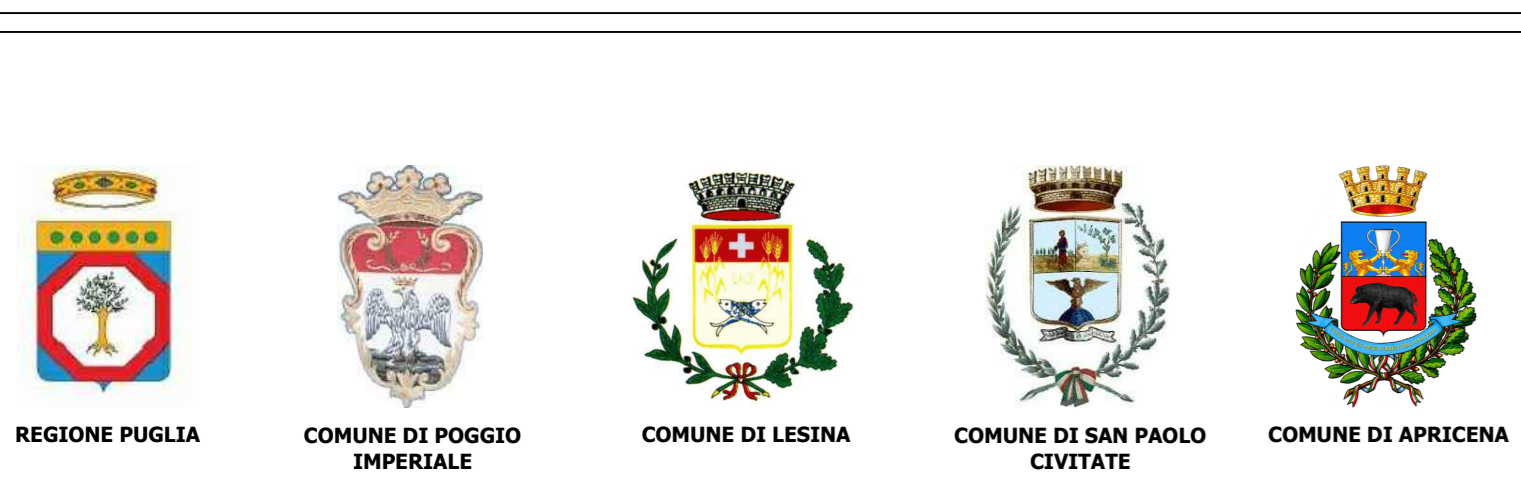 REGIONE PUGLIA
COMUNE DI POGGIO
IMPERIALE
COMUNE DI LESINA
COMUNE DI SAN PAOLO
CIVITATE
COMUNE DI APRICENA